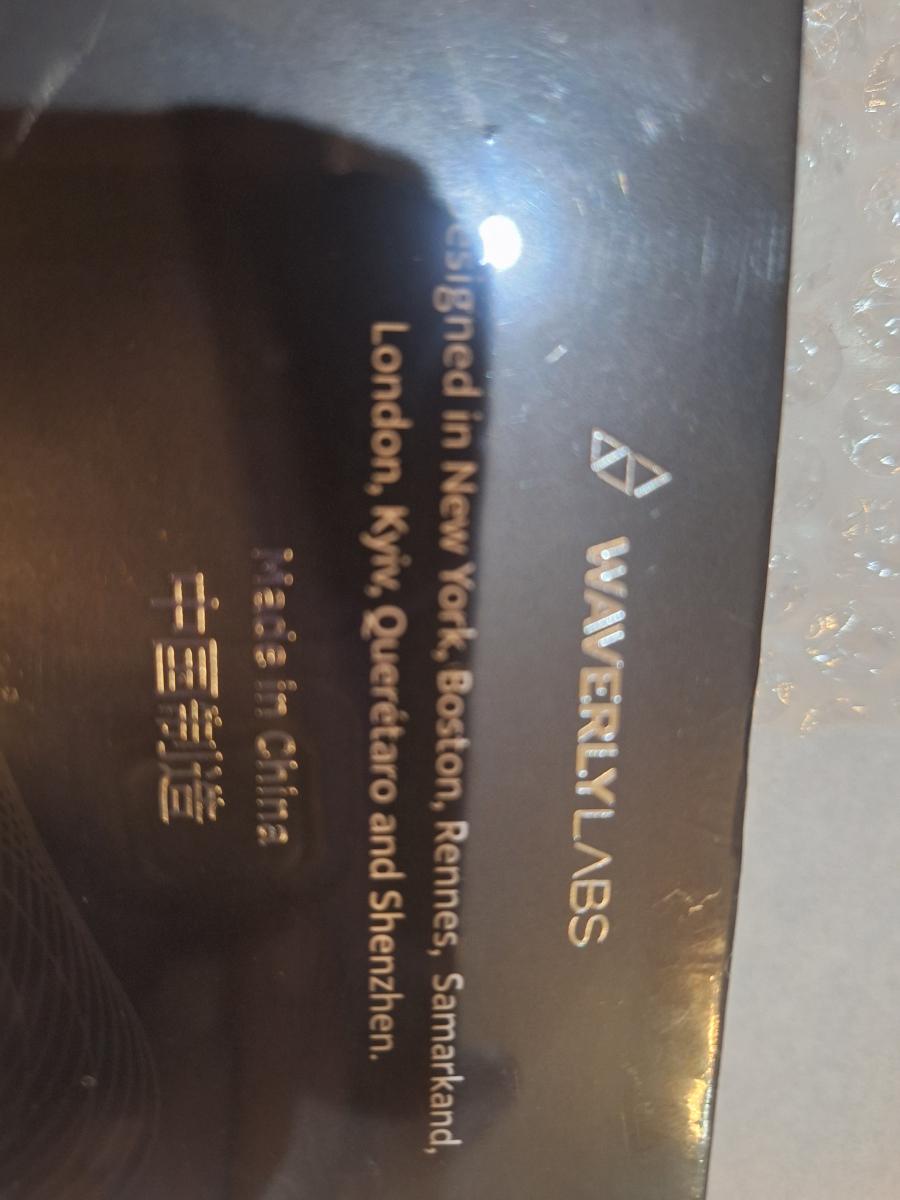 WAVERLYLABS
Designed in New York, Boston, Rennes, Samarkand,
London, Kyiv, Querétaro and Shenzhen.
Made in China
中国制造